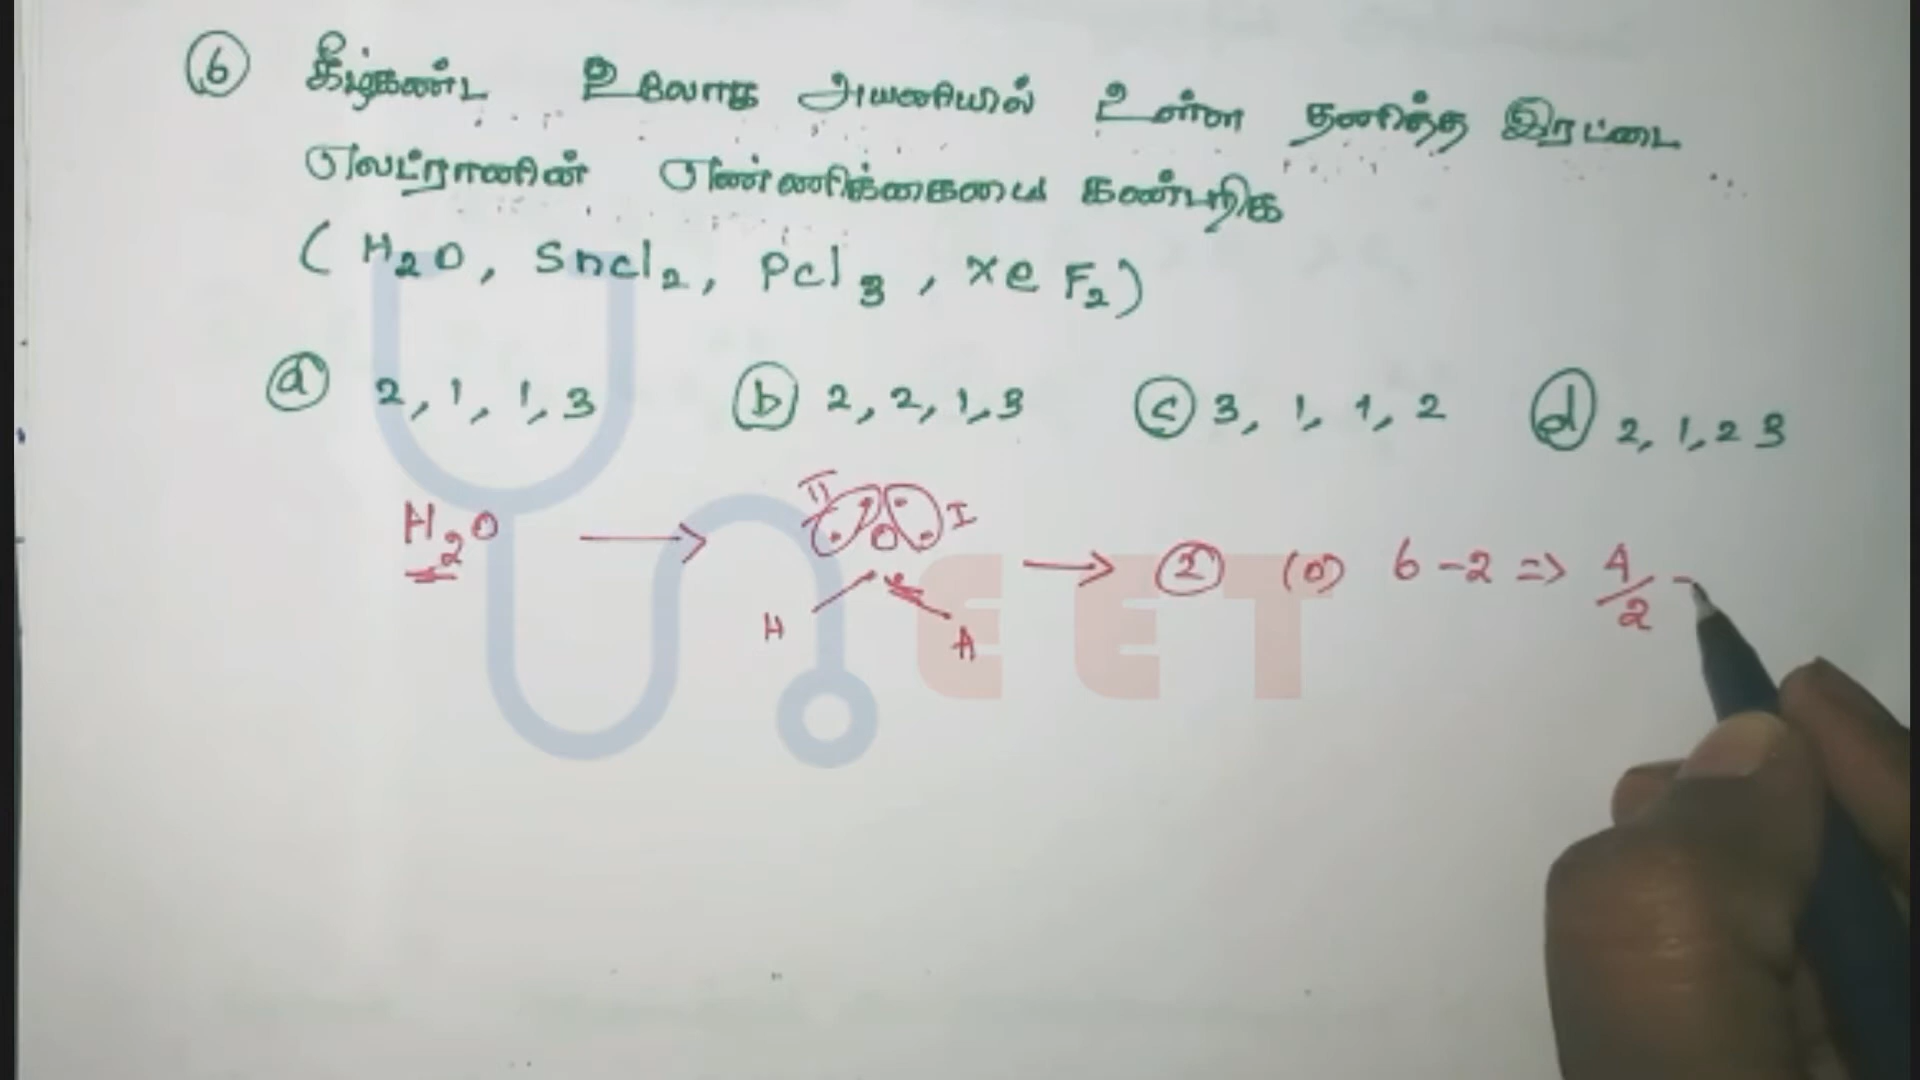 6 கீழ்கண்ட உலோக அயனியில் உள்ள தனித்த இரட்டை
எலட்ராணின் எண்ணிக்கையை கண்டறிக
( H2O, Sncl2, Pcl3, xeF2 )
a 2, 1, 1, 3 b 2, 2, 1, 3 c 3, 1, 1, 2 d 2, 1, 2 3
II I
H2O → O → 2 (O) 6 - 2 => 4/2
H
EET